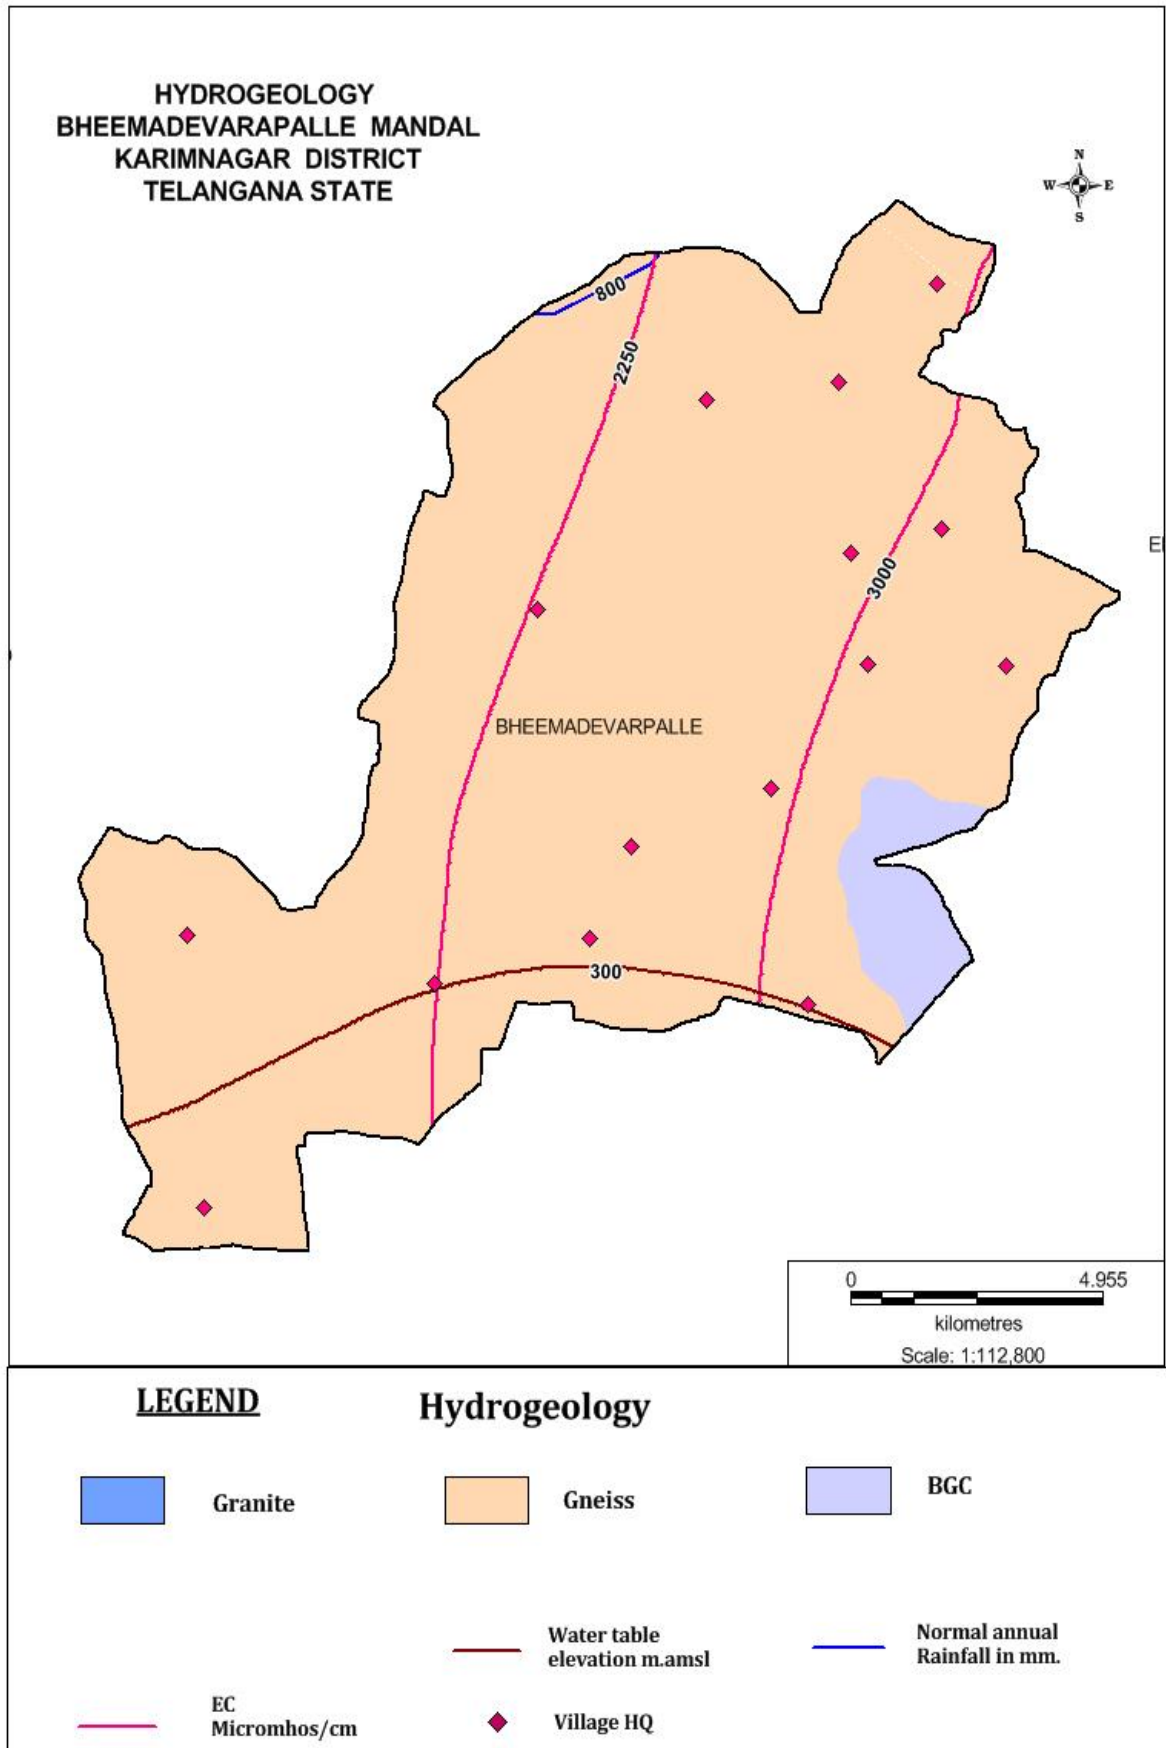 HYDROGEOLOGY
BHEEMADEVARAPALLE MANDAL
KARIMNAGAR DISTRICT
TELANGANA STATE
N
W E
S
800
2250
3000
BHEEMADEVARPALLE
300
0 4.955
kilometres
Scale: 1:112,800
LEGEND Hydrogeology
Granite
Gneiss
BGC
Water table
elevation m.amsl
Normal annual
Rainfall in mm.
EC
Micromhos/cm
Village HQ